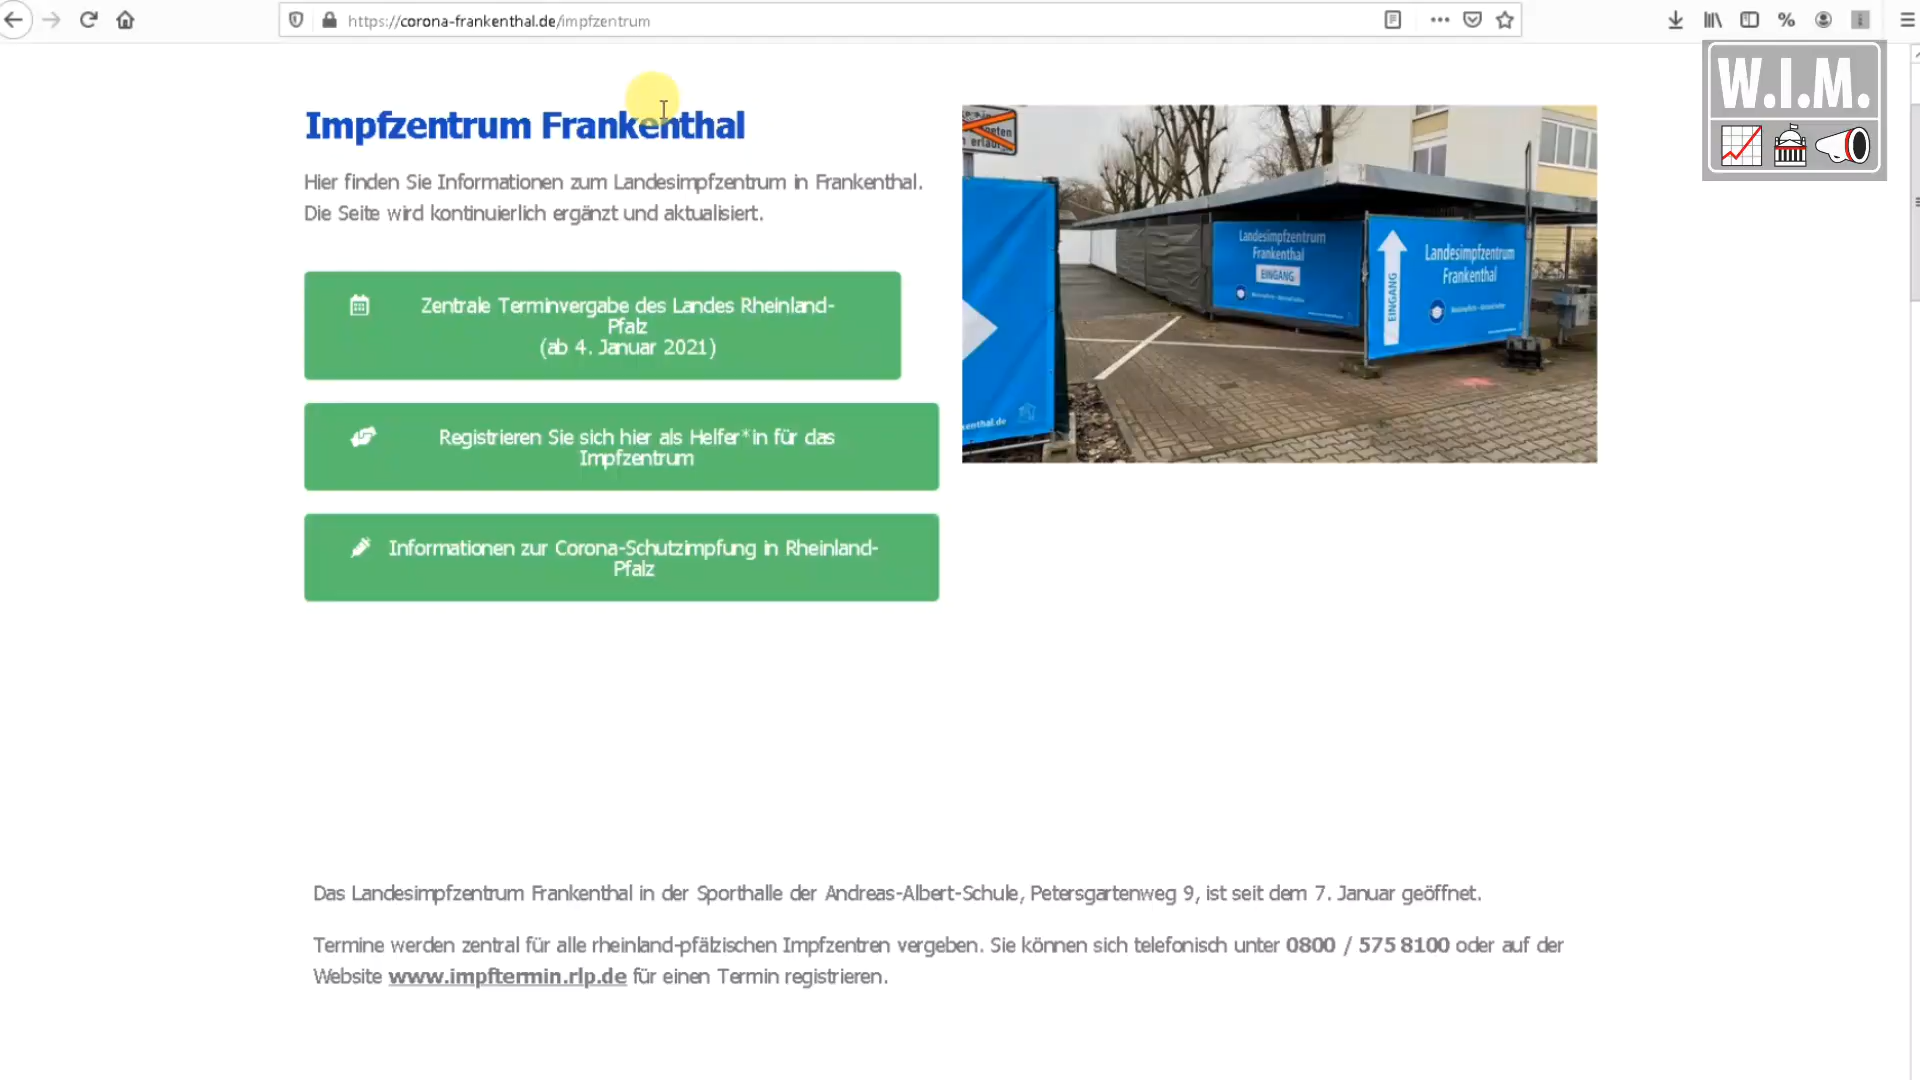 https://corona-frankenthal.de/impfzentrum
W.I.M.
Impfzentrum Frankenthal
Hier finden Sie Informationen zum Landesimpfzentrum in Frankenthal.
Die Seite wird kontinuierlich ergänzt und aktualisiert.
Zentrale Terminvergabe des Landes Rheinland-
Pfalz
(ab 4. Januar 2021)
Registrieren Sie sich hier als Helfer*in für das
Impfzentrum
Informationen zur Corona-Schutzimpfung in Rheinland-
Pfalz
Landesimpfzentrum
Frankenthal
EINGANG
Landesimpfzentrum
Frankenthal
EINGANG
Das Landesimpfzentrum Frankenthal in der Sporthalle der Andreas-Albert-Schule, Petersgartenweg 9, ist seit dem 7. Januar geöffnet.
Termine werden zentral für alle rheinland-pfälzischen Impfzentren vergeben. Sie können sich telefonisch unter 0800 / 575 8100 oder auf der
Website www.impftermin.rlp.de für einen Termin registrieren.